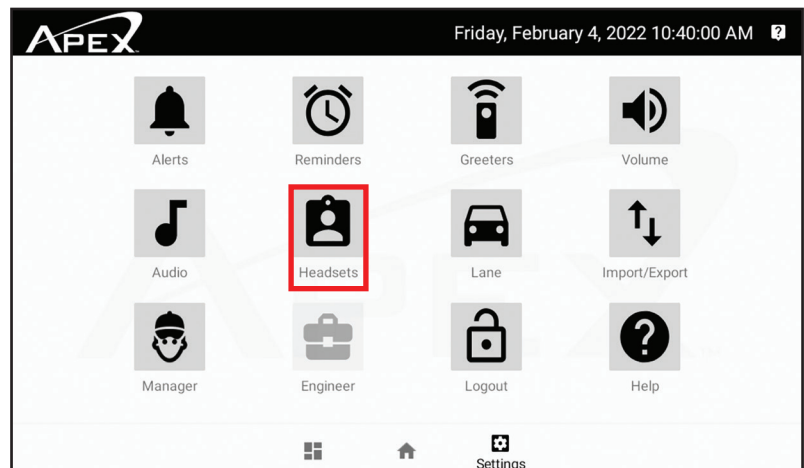 APEX
Friday, February 4, 2022 10:40:00 AM
Alerts Reminders Greeters Volume
Audio Headsets Lane Import/Export
Manager Engineer Logout Help
Settings